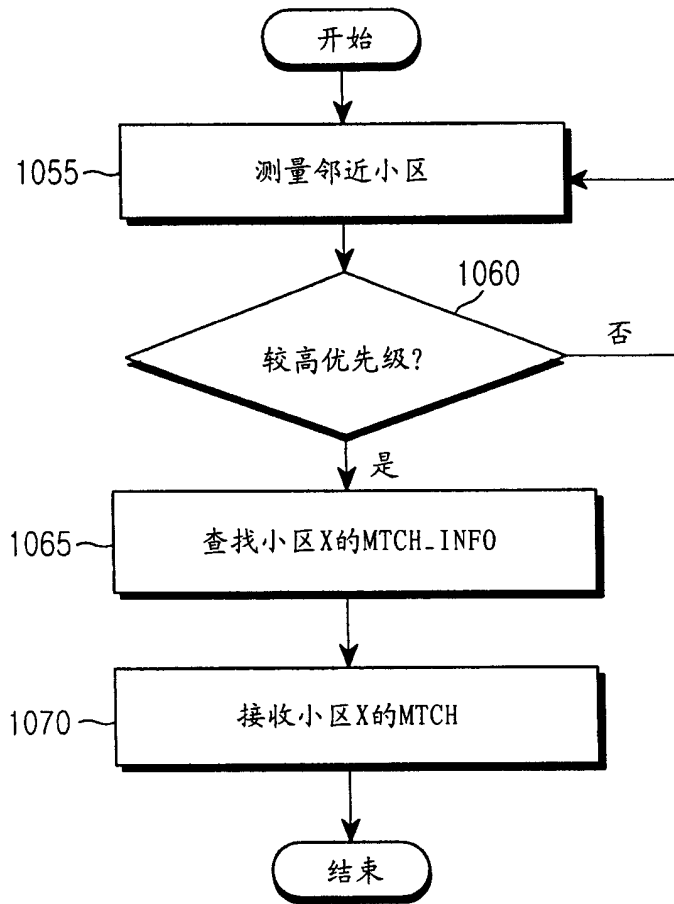 开始
1055
测量邻近小区
1060
较高优先级?
否
是
1065
查找小区X的MTCH_INFO
1070
接收小区X的MTCH
结束